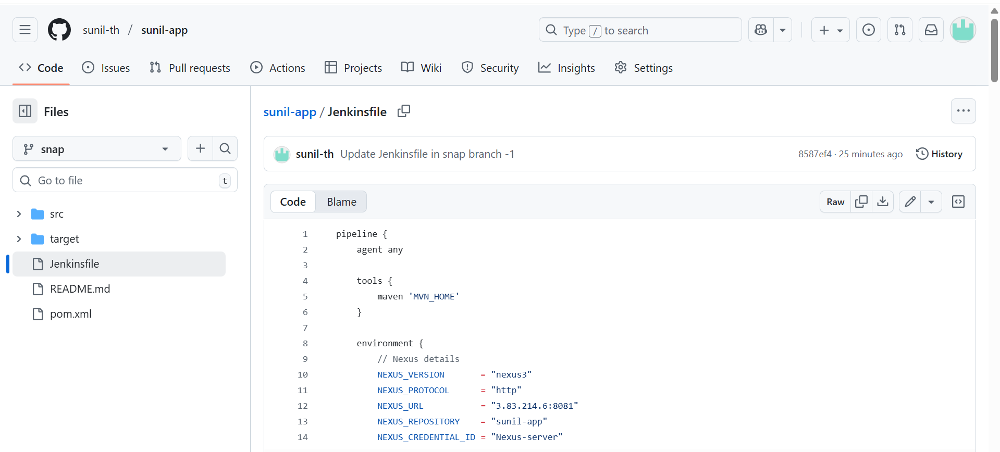 sunil-th / sunil-app
Type / to search
Code
Issues
Pull requests
Actions
Projects
Wiki
Security
Insights
Settings
Files
snap
Go to file
t
src
target
Jenkinsfile
README.md
pom.xml
sunil-app / Jenkinsfile
sunil-th Update Jenkinsfile in snap branch -1
8587ef4 · 25 minutes ago
History
Code
Blame
Raw
1 pipeline {
2 agent any
3
4 tools {
5 maven 'MVN_HOME'
6 }
7
8 environment {
9 // Nexus details
10 NEXUS_VERSION = "nexus3"
11 NEXUS_PROTOCOL = "http"
12 NEXUS_URL = "3.83.214.6:8081"
13 NEXUS_REPOSITORY = "sunil-app"
14 NEXUS_CREDENTIAL_ID = "Nexus-server"